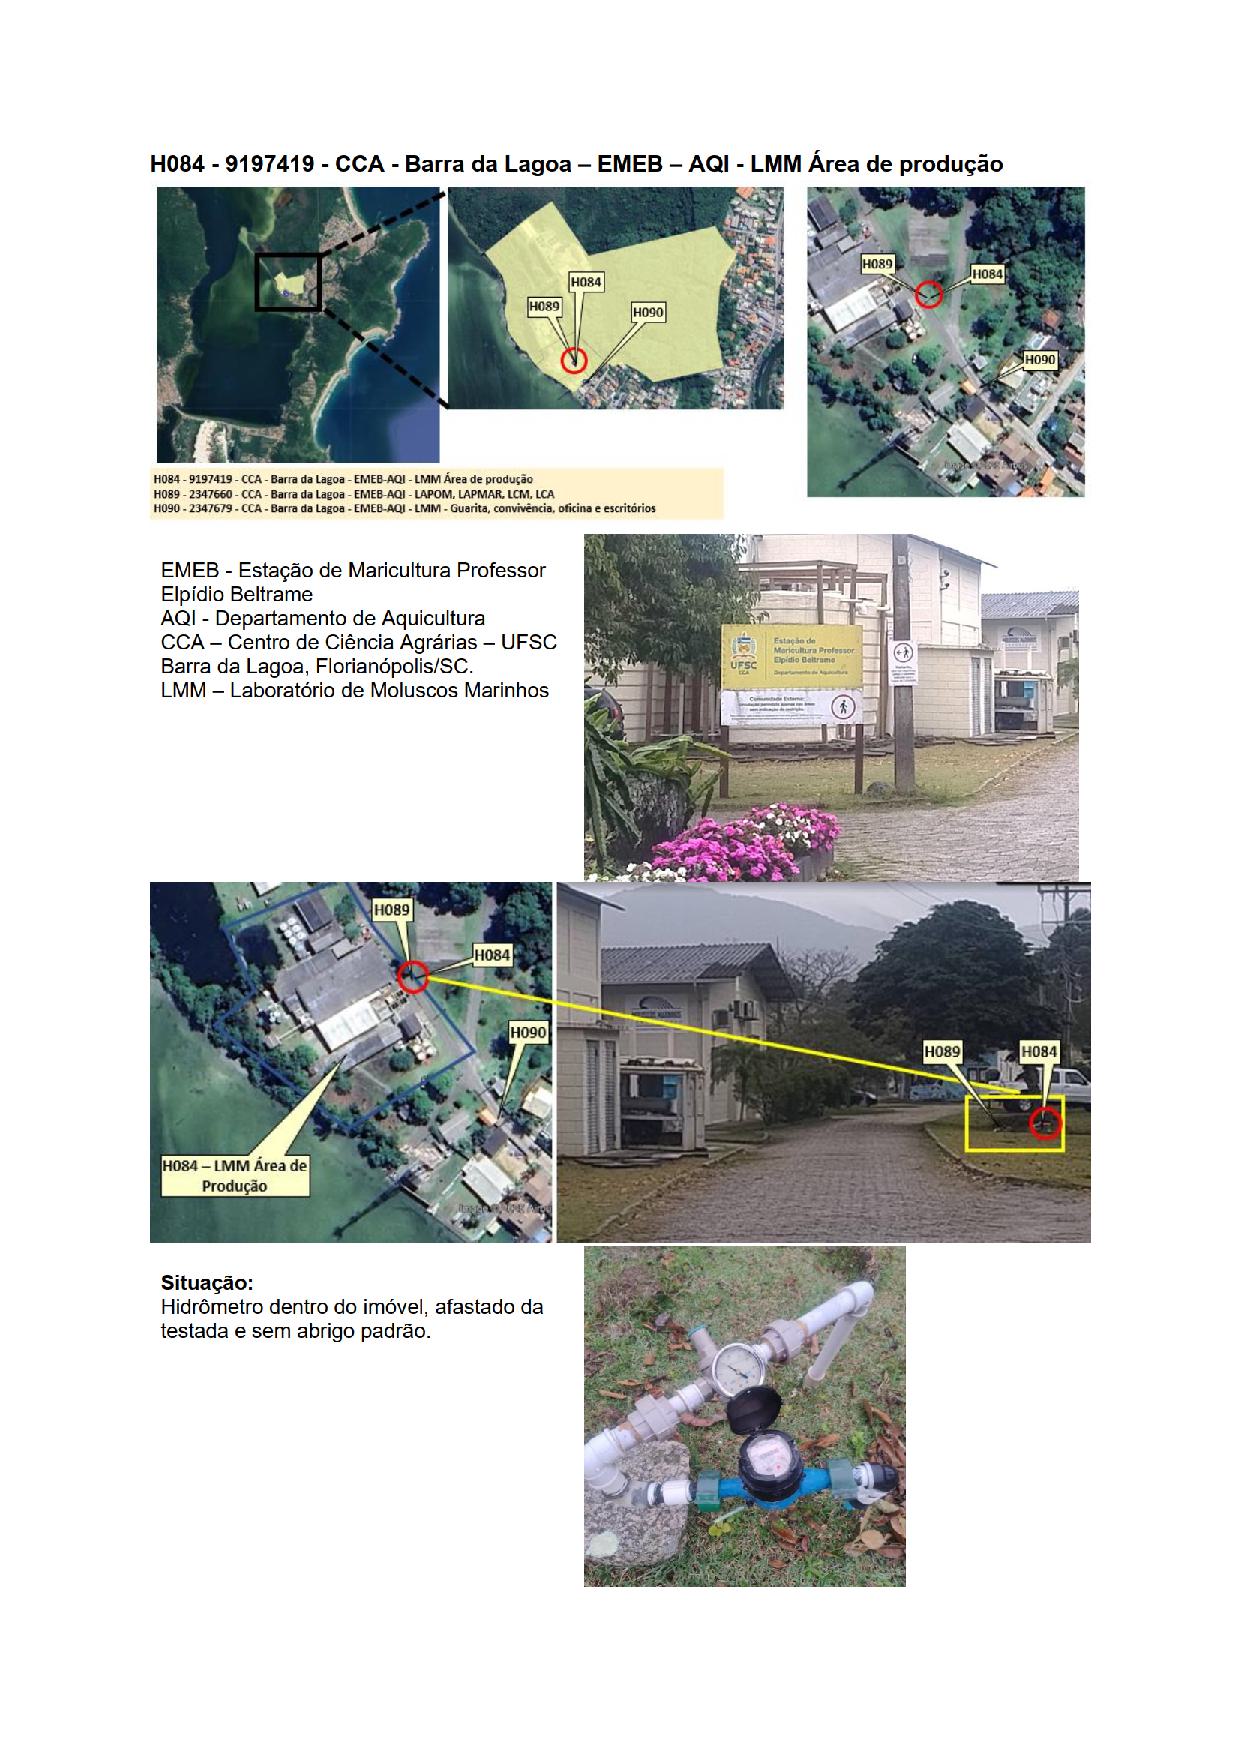 H084 - 9197419 - CCA - Barra da Lagoa – EMEB – AQI - LMM Área de produção
H084
H089
H090
H089
H084
H090
H084 - 9197419 - CCA - Barra da Lagoa - EMEB-AQI - LMM Área de produção
H089 - 2347660 - CCA - Barra da Lagoa - EMEB-AQI - LAPOM, LAPMAR, LCM, LCA
H090 - 2347679 - CCA - Barra da Lagoa - EMEB-AQI - LMM - Guarita, convivência, oficina e escritórios
EMEB - Estação de Maricultura Professor
Elpídio Beltrame
AQI - Departamento de Aquicultura
CCA – Centro de Ciência Agrárias – UFSC
Barra da Lagoa, Florianópolis/SC.
LMM – Laboratório de Moluscos Marinhos
UFSC
CCA
Estação de
Maricultura Professor
Elpídio Beltrame
Departamento de Aquicultura
Comunidade Externa:
H089
H084
H090
H084 – LMM Área de
Produção
H089
H084
Situação:
Hidrômetro dentro do imóvel, afastado da
testada e sem abrigo padrão.